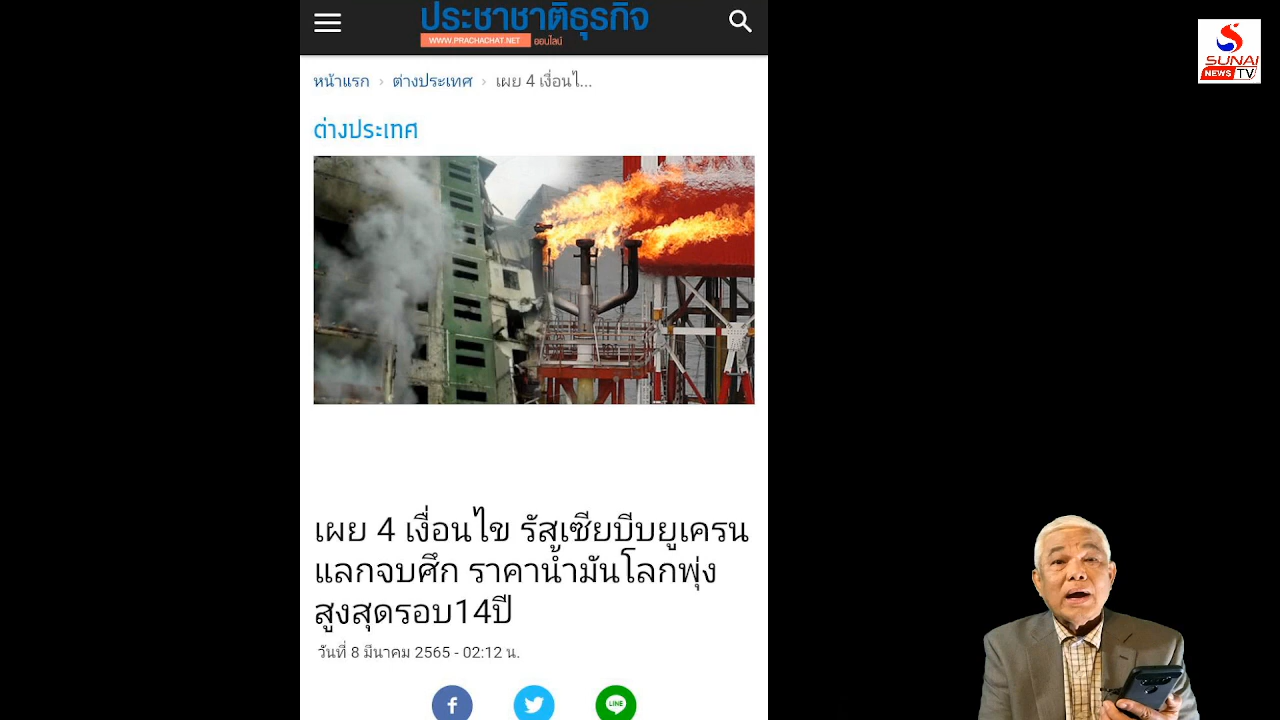 ประชาชาติธุรกิจ
WWW.PRACHACHAT.NET ออนไลน์
SUNAI
NEWS TV
หน้าแรก › ต่างประเทศ › เผย 4 เงื่อนไ...
ต่างประเทศ
เผย 4 เงื่อนไข รัสเซียบีบยูเครน
แลกจบศึก ราคาน้ำมันโลกพุ่ง
สูงสุดรอบ14ปี
วันที่ 8 มีนาคม 2565 - 02:12 น.
f
LINE